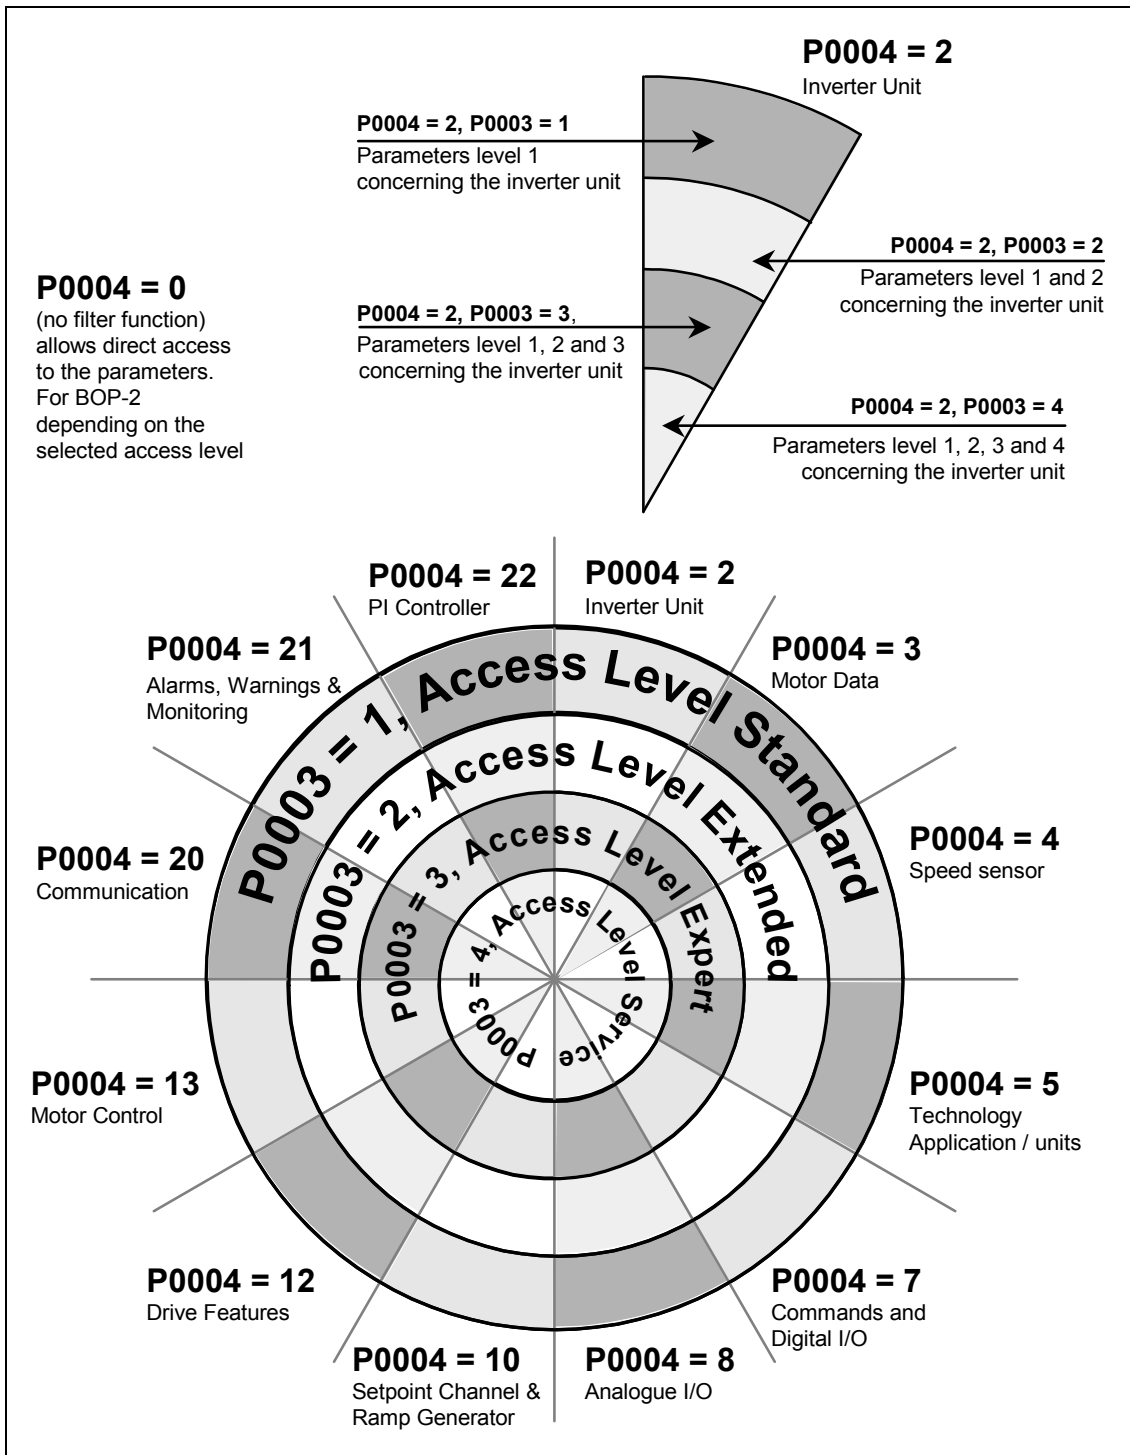 P0004 = 2
Inverter Unit
P0004 = 2, P0003 = 1
Parameters level 1
concerning the inverter unit
P0004 = 2, P0003 = 2
Parameters level 1 and 2
concerning the inverter unit
P0004 = 0
(no filter function)
allows direct access
to the parameters.
For BOP-2
depending on the
selected access level
P0004 = 2, P0003 = 3,
Parameters level 1, 2 and 3
concerning the inverter unit
P0004 = 2, P0003 = 4
Parameters level 1, 2, 3 and 4
concerning the inverter unit
P0004 = 22
PI Controller
P0004 = 2
Inverter Unit
P0004 = 21
Alarms, Warnings &
Monitoring
P0004 = 3
Motor Data
P0003 = 1, Access Level Standard
P0003 = 2, Access Level Extended
P0003 = 3, Access Level Expert
P0003 = 4, Access Level Service
P0004 = 20
Communication
P0004 = 4
Speed sensor
P0004 = 13
Motor Control
P0004 = 5
Technology
Application / units
P0004 = 12
Drive Features
P0004 = 7
Commands and
Digital I/O
P0004 = 10
Setpoint Channel &
Ramp Generator
P0004 = 8
Analogue I/O